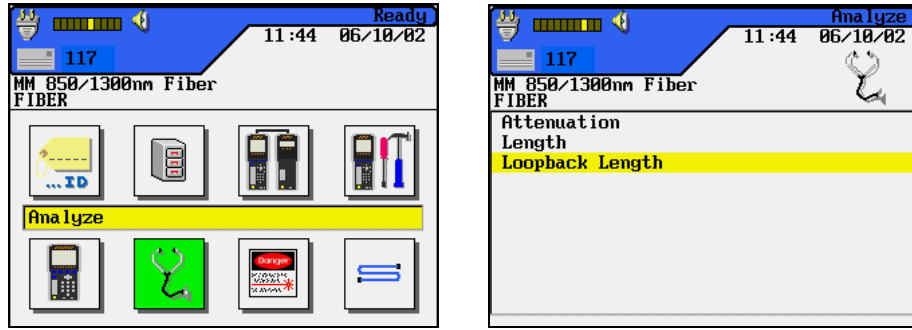 Ready
11:44 06/10/02
117
MM 850/1300nm Fiber
FIBER
...ID
Analyze
Danger
Analyze
11:44 06/10/02
117
MM 850/1300nm Fiber
FIBER
Attenuation
Length
Loopback Length